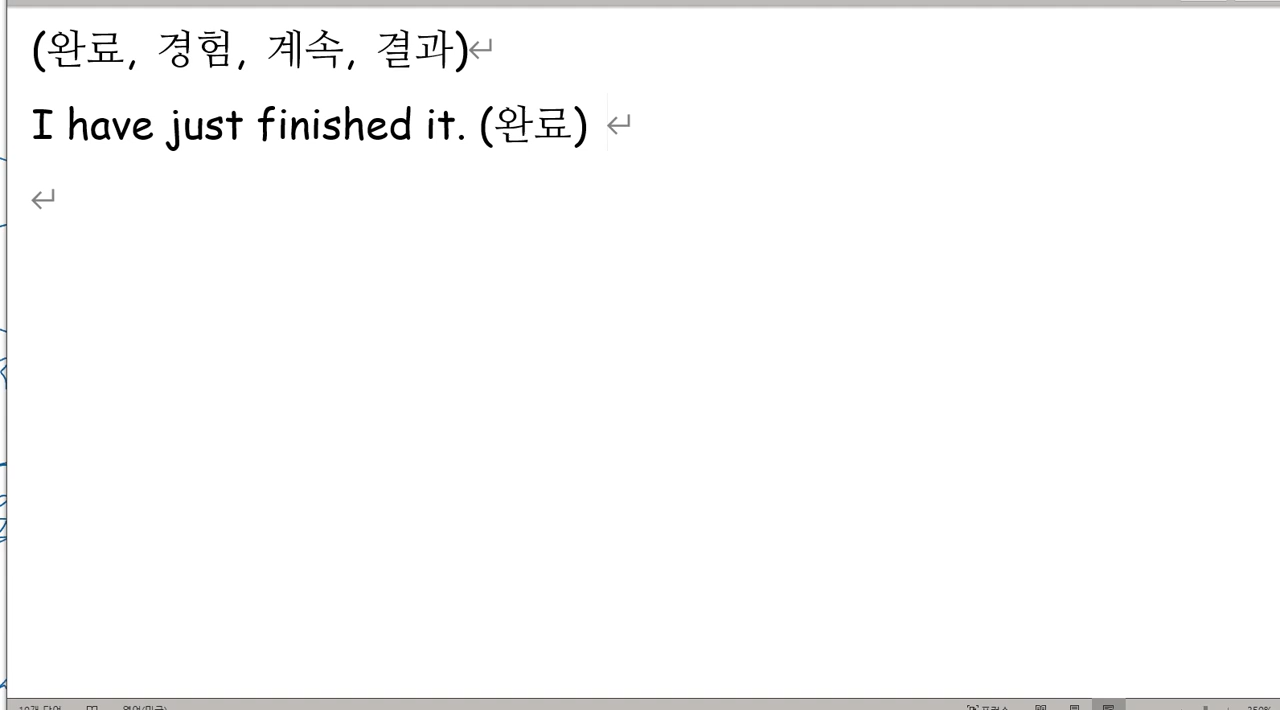 (완료, 경험, 계속, 결과)
I have just finished it. (완료)